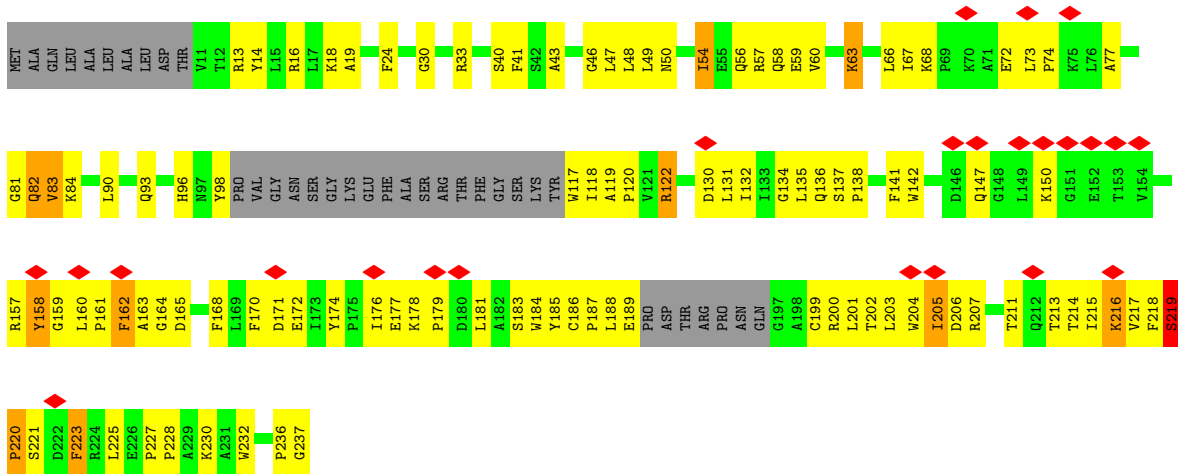 MET ALA GLN LEU ALA LEU ALA LEU ASP THR V11 T12 R13 Y14 L15 R16 L17 K18 A19 F24 G30 R33 S40 F41 S42 A43 G46 L47 L48 L49 N50 I54 E55 Q56 R57 Q58 E59 V60 K63 L66 I67 K68 P69 K70 A71 E72 L73 P74 K75 L76 A77
G81 Q82 V83 K84 L90 Q93 H96 N97 Y98 PRO VAL GLY ASN SER GLY LYS GLU PHE ALA SER ARG THR PHE GLY SER LYS TYR W117 I118 A119 P120 V121 R122 D130 L131 I132 I133 G134 L135 Q136 S137 P138 F141 W142 D146 Q147 G148 L149 K150 G151 E152 T153 V154
R157 Y158 G159 L160 P161 F162 A163 G164 D165 F168 L169 F170 D171 E172 I173 Y174 P175 I176 E177 K178 P179 D180 L181 A182 S183 W184 Y185 C186 P187 L188 E189 PRO ASP THR ARG PRO ASN GLN G197 A198 C199 R200 L201 T202 L203 W204 I205 D206 R207 T211 Q212 T213 T214 I215 K216 V217 F218 S219
P220 S221 D222 F223 R224 L225 E226 P227 P228 A229 K230 A231 W232 P236 G237